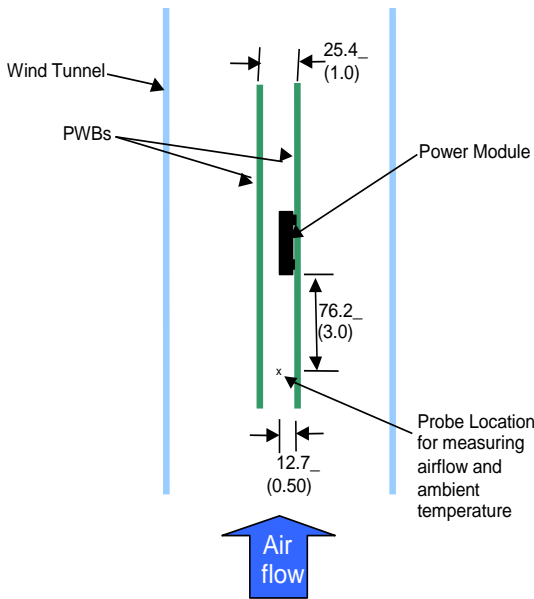 25.4_
(1.0)
Wind Tunnel
PWBs
Power Module
76.2_
(3.0)
x
Probe Location
for measuring
airflow and
ambient
temperature
12.7_
(0.50)
Air
flow